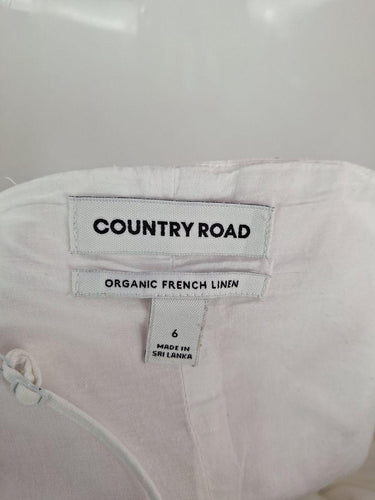 COUNTRY ROAD
ORGANIC FRENCH LINEN
6
MADE IN
SRI LANKA